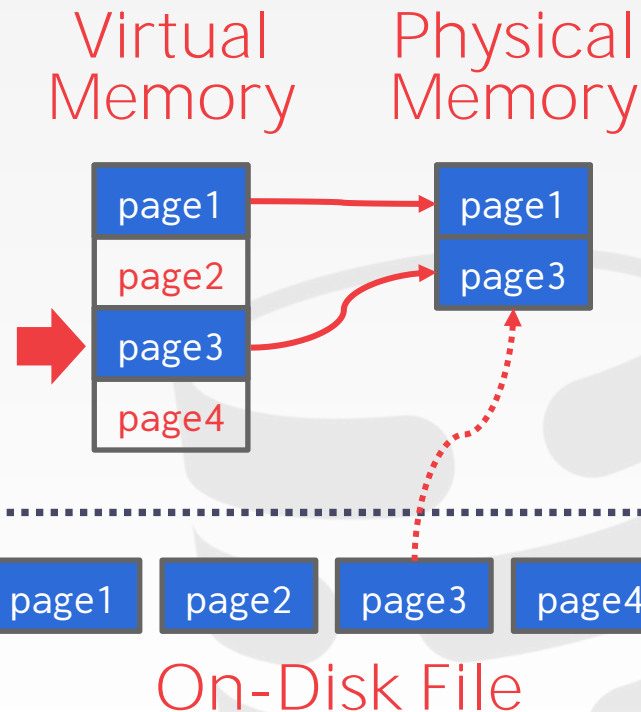 Virtual
Memory
Physical
Memory
page1
page2
page3
page4
page1
page3
page1
page2
page3
page4
On-Disk File